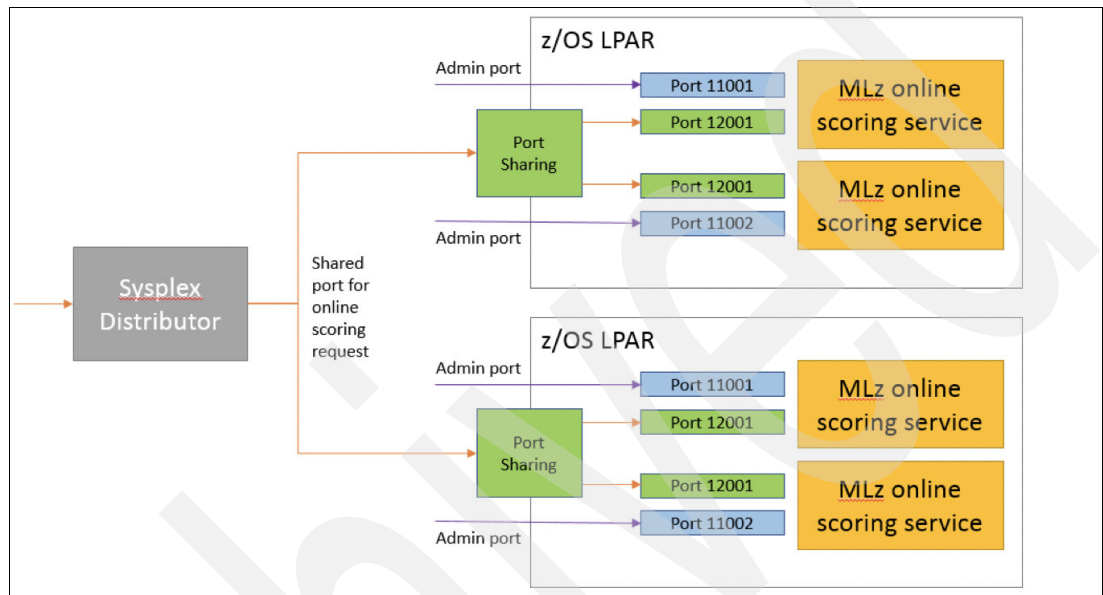 z/OS LPAR
Admin port
Port 11001
MLz online
scoring service
Port 12001
Port
Sharing
Port 12001
MLz online
scoring service
Port 11002
Admin port
Sysplex
Distributor
Shared
port for
online
scoring
request
z/OS LPAR
Admin port
Port 11001
MLz online
scoring service
Port 12001
Port
Sharing
Port 12001
MLz online
scoring service
Port 11002
Admin port